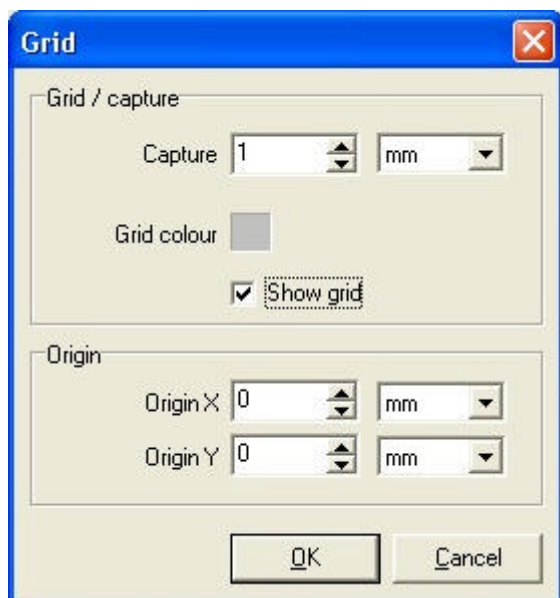 Grid
Grid / capture
Capture 1 mm
Grid colour
Show grid
Origin
Origin X 0 mm
Origin Y 0 mm
OK Cancel